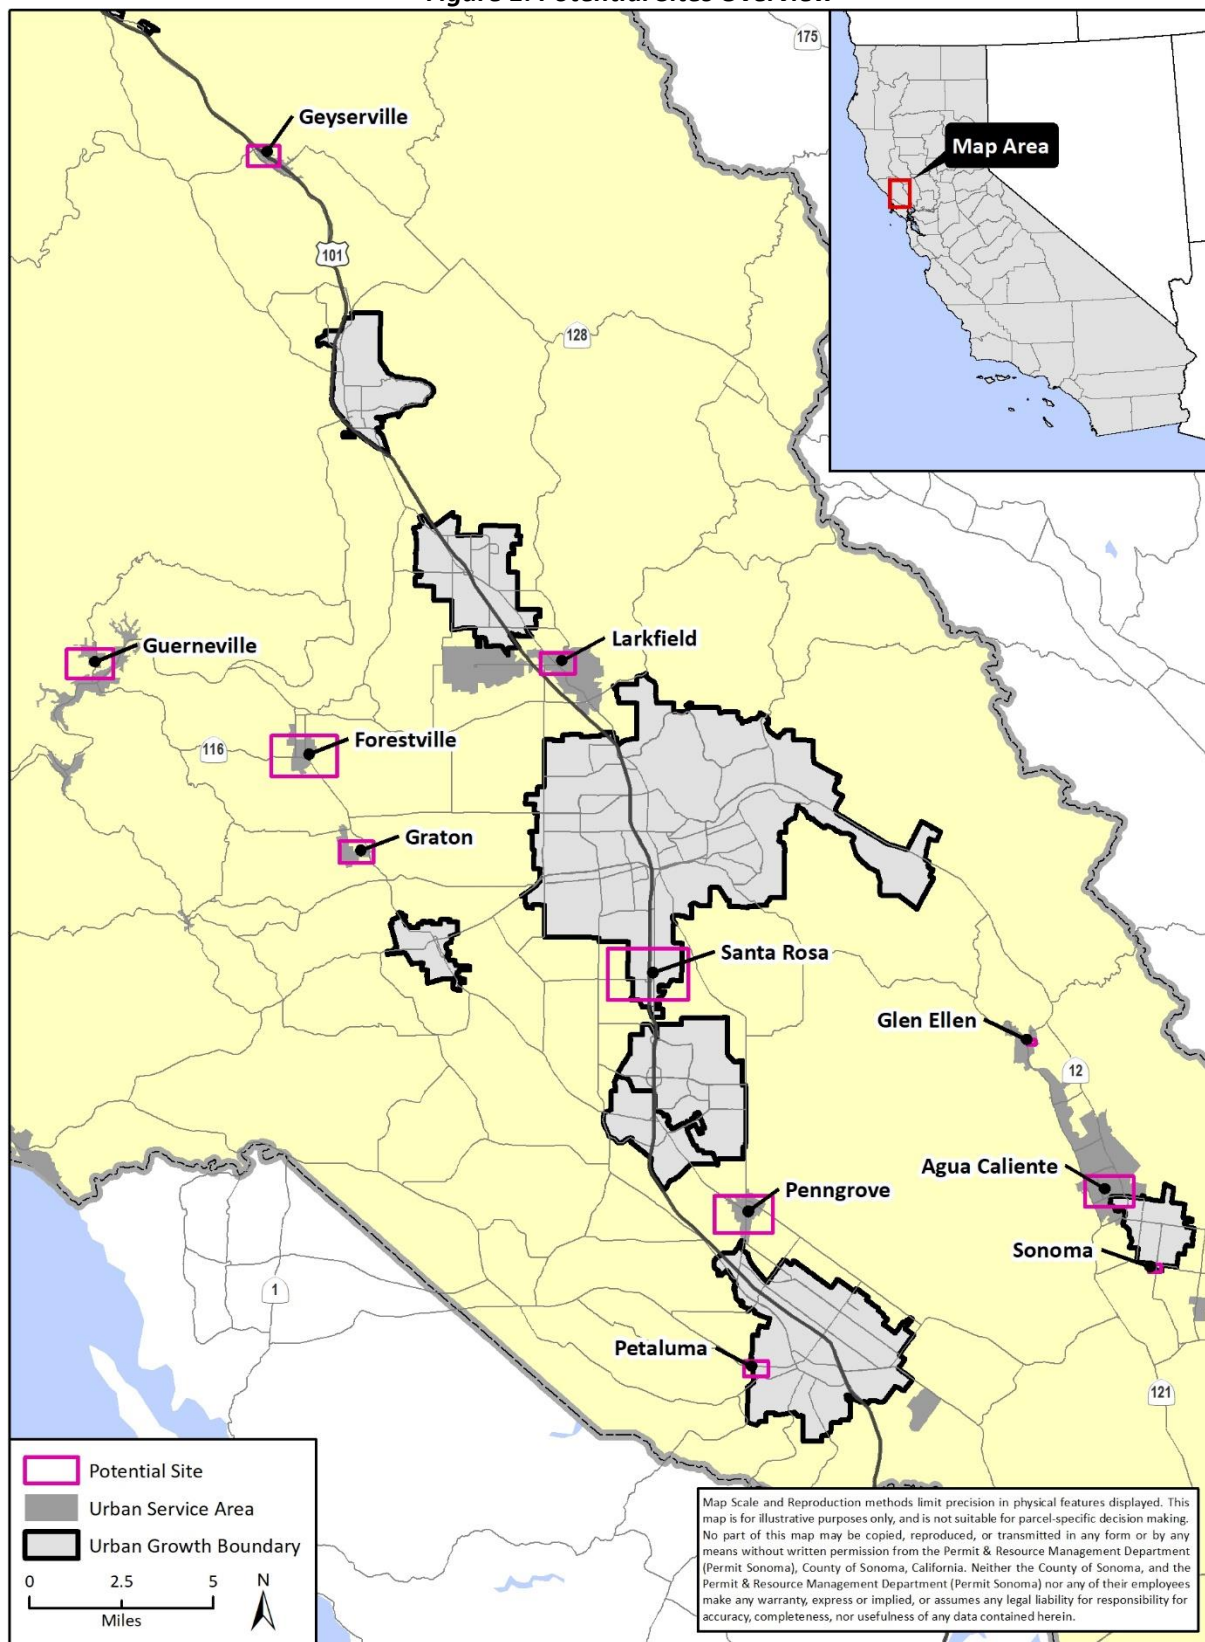 Figure 1. Potential Sites Overview
175
Map Area
Geyserville
101
128
Guerneville
Larkfield
Forestville
116
Graton
Santa Rosa
Glen Ellen
12
Agua Caliente
Penngrove
Sonoma
1
Petaluma
121
Potential Site
Urban Service Area
Urban Growth Boundary
0 2.5 5
Miles
N
Map Scale and Reproduction methods limit precision in physical features displayed. This
map is for illustrative purposes only, and is not suitable for parcel-specific decision making.
No part of this map may be copied, reproduced, or transmitted in any form or by any
means without written permission from the Permit & Resource Management Department
(Permit Sonoma), County of Sonoma, California. Neither the County of Sonoma, and the
Permit & Resource Management Department (Permit Sonoma) nor any of their employees
make any warranty, express or implied, or assumes any legal liability for responsibility for
accuracy, completeness, nor usefulness of any data contained herein.